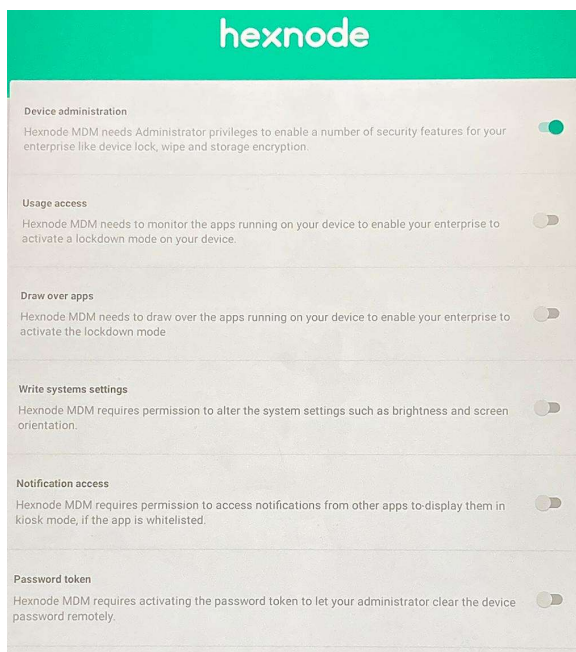 hexnode
Device administration
Hexnode MDM needs Administrator privileges to enable a number of security features for your
enterprise like device lock, wipe and storage encryption.
Usage access
Hexnode MDM needs to monitor the apps running on your device to enable your enterprise to
activate a lockdown mode on your device.
Draw over apps
Hexnode MDM needs to draw over the apps running on your device to enable your enterprise to
activate the lockdown mode
Write systems settings
Hexnode MDM requires permission to alter the system settings such as brightness and screen
orientation.
Notification access
Hexnode MDM requires permission to access notifications from other apps to-display them in
kiosk mode, if the app is whitelisted.
Password token
Hexnode MDM requires activating the password token to let your administrator clear the device
password remotely.